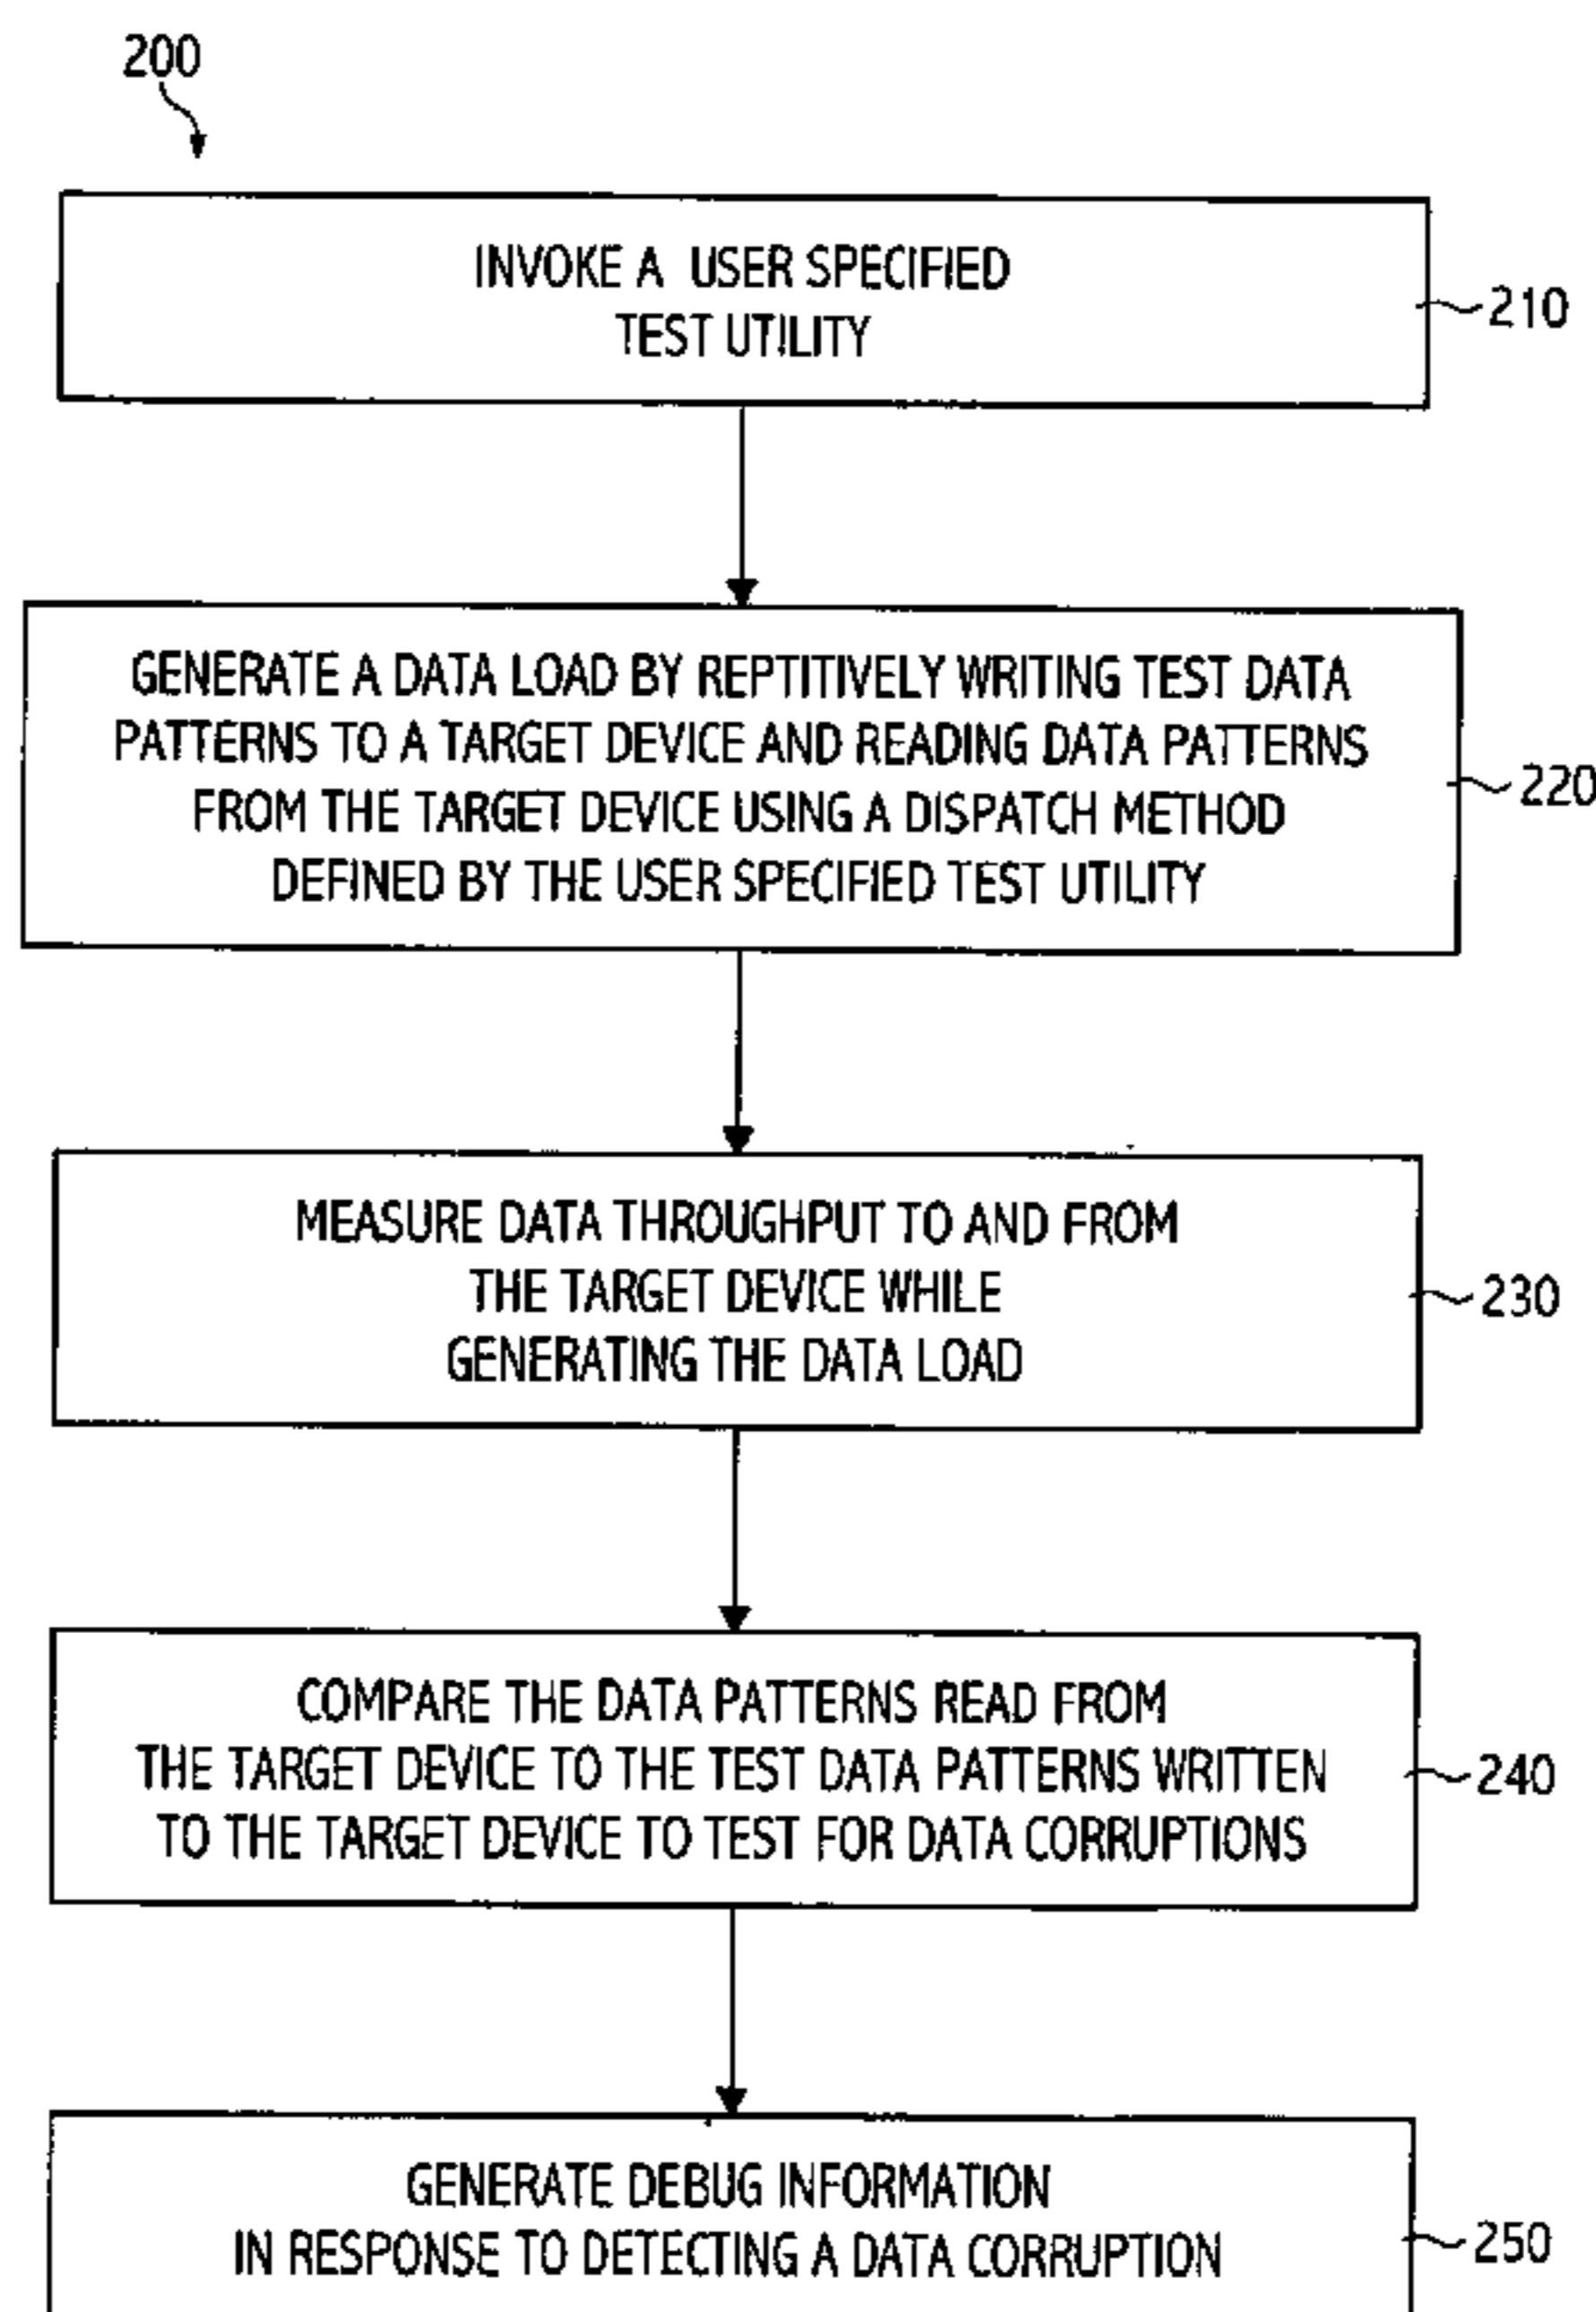 200
INVOKE A USER SPECIFIED
TEST UTILITY
210
GENERATE A DATA LOAD BY REPTITIVELY WRITING TEST DATA
PATTERNS TO A TARGET DEVICE AND READING DATA PATTERNS
FROM THE TARGET DEVICE USING A DISPATCH METHOD
DEFINED BY THE USER SPECIFIED TEST UTILITY
220
MEASURE DATA THROUGHPUT TO AND FROM
THE TARGET DEVICE WHILE
GENERATING THE DATA LOAD
230
COMPARE THE DATA PATTERNS READ FROM
THE TARGET DEVICE TO THE TEST DATA PATTERNS WRITTEN
TO THE TARGET DEVICE TO TEST FOR DATA CORRUPTIONS
240
GENERATE DEBUG INFORMATION
IN RESPONSE TO DETECTING A DATA CORRUPTION
250